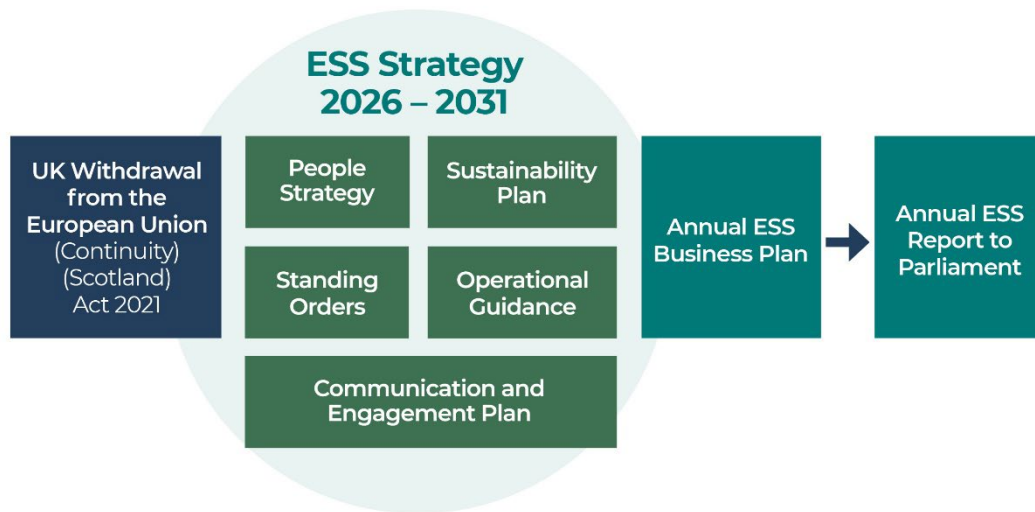 ESS Strategy
2026 – 2031
UK Withdrawal
from the
European Union
(Continuity)
(Scotland)
Act 2021
People
Strategy
Sustainability
Plan
Standing
Orders
Operational
Guidance
Communication and
Engagement Plan
Annual ESS
Business Plan
Annual ESS
Report to
Parliament